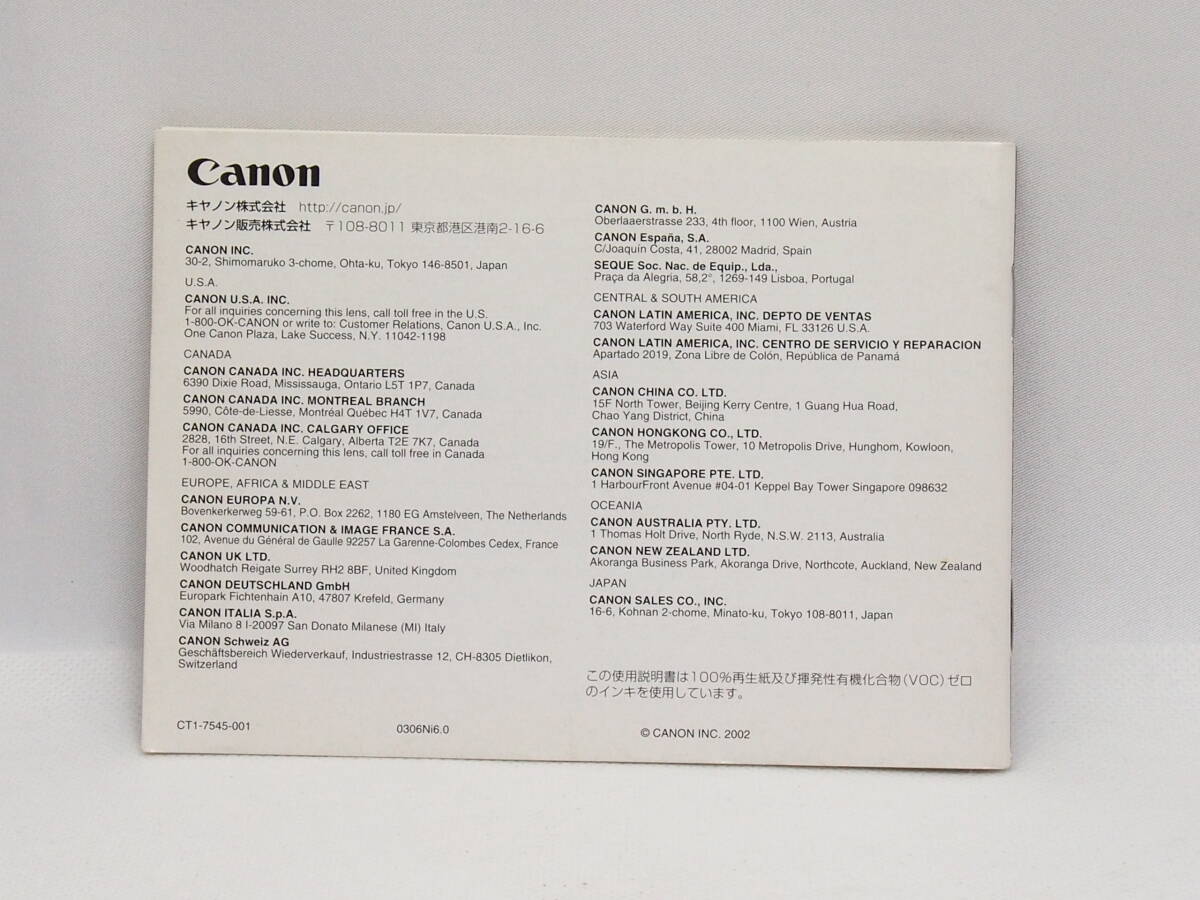 Canon
キヤノン株式会社 http://canon.jp/
キヤノン販売株式会社 〒108-8011 東京都港区港南2-16-6
CANON INC.
30-2, Shimomaruko 3-chome, Ohta-ku, Tokyo 146-8501, Japan
U.S.A.
CANON U.S.A. INC.
For all inquiries concerning this lens, call toll free in the U.S.
1-800-OK-CANON or write to: Customer Relations, Canon U.S.A., Inc.
One Canon Plaza, Lake Success, N.Y. 11042-1198
CANADA
CANON CANADA INC. HEADQUARTERS
6390 Dixie Road, Mississauga, Ontario L5T 1P7, Canada
CANON CANADA INC. MONTREAL BRANCH
5990, Côte-de-Liesse, Montréal Québec H4T 1V7, Canada
CANON CANADA INC. CALGARY OFFICE
2828, 16th Street, N.E. Calgary, Alberta T2E 7K7, Canada
For all inquiries concerning this lens, call toll free in Canada
1-800-OK-CANON
EUROPE, AFRICA & MIDDLE EAST
CANON EUROPA N.V.
Bovenkerkerweg 59-61, P.O. Box 2262, 1180 EG Amstelveen, The Netherlands
CANON COMMUNICATION & IMAGE FRANCE S.A.
102, Avenue du Général de Gaulle 92257 La Garenne-Colombes Cedex, France
CANON UK LTD.
Woodhatch Reigate Surrey RH2 8BF, United Kingdom
CANON DEUTSCHLAND GmbH
Europark Fichtenhain A10, 47807 Krefeld, Germany
CANON ITALIA S.p.A.
Via Milano 8 I-20097 San Donato Milanese (MI) Italy
CANON Schweiz AG
Geschäftsbereich Wiederverkauf, Industriestrasse 12, CH-8305 Dietlikon,
Switzerland
CT1-7545-001
0306Ni6.0
CANON G. m. b. H.
Oberlaaerstrasse 233, 4th floor, 1100 Wien, Austria
CANON España, S.A.
C/Joaquín Costa, 41, 28002 Madrid, Spain
SEQUE Soc. Nac. de Equip., Lda.,
Praça da Alegria, 58,2°, 1269-149 Lisboa, Portugal
CENTRAL & SOUTH AMERICA
CANON LATIN AMERICA, INC. DEPTO DE VENTAS
703 Waterford Way Suite 400 Miami, FL 33126 U.S.A.
CANON LATIN AMERICA, INC. CENTRO DE SERVICIO Y REPARACION
Apartado 2019, Zona Libre de Colón, República de Panamá
ASIA
CANON CHINA CO. LTD.
15F North Tower, Beijing Kerry Centre, 1 Guang Hua Road,
Chao Yang District, China
CANON HONGKONG CO., LTD.
19/F., The Metropolis Tower, 10 Metropolis Drive, Hunghom, Kowloon,
Hong Kong
CANON SINGAPORE PTE. LTD.
1 HarbourFront Avenue #04-01 Keppel Bay Tower Singapore 098632
OCEANIA
CANON AUSTRALIA PTY. LTD.
1 Thomas Holt Drive, North Ryde, N.S.W. 2113, Australia
CANON NEW ZEALAND LTD.
Akoranga Business Park, Akoranga Drive, Northcote, Auckland, New Zealand
JAPAN
CANON SALES CO., INC.
16-6, Kohnan 2-chome, Minato-ku, Tokyo 108-8011, Japan
この使用説明書は100%再生紙及び揮発性有機化合物(VOC)ゼロ
のインキを使用しています。
© CANON INC. 2002